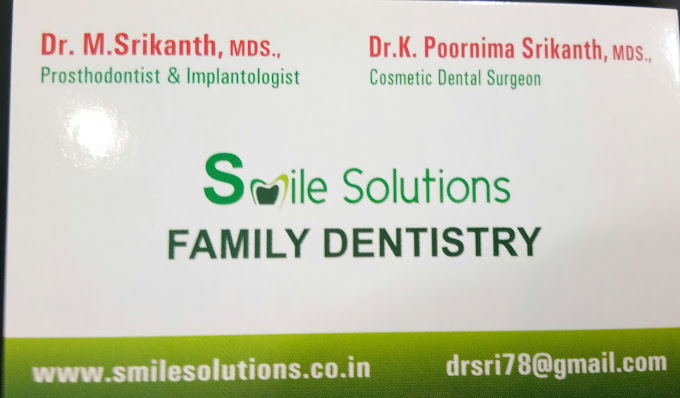 Dr. M.Srikanth, MDS.,
Prosthodontist & Implantologist
Dr.K. Poornima Srikanth, MDS.,
Cosmetic Dental Surgeon
Smile Solutions
FAMILY DENTISTRY
www.smilesolutions.co.in
drsri78@gmail.com